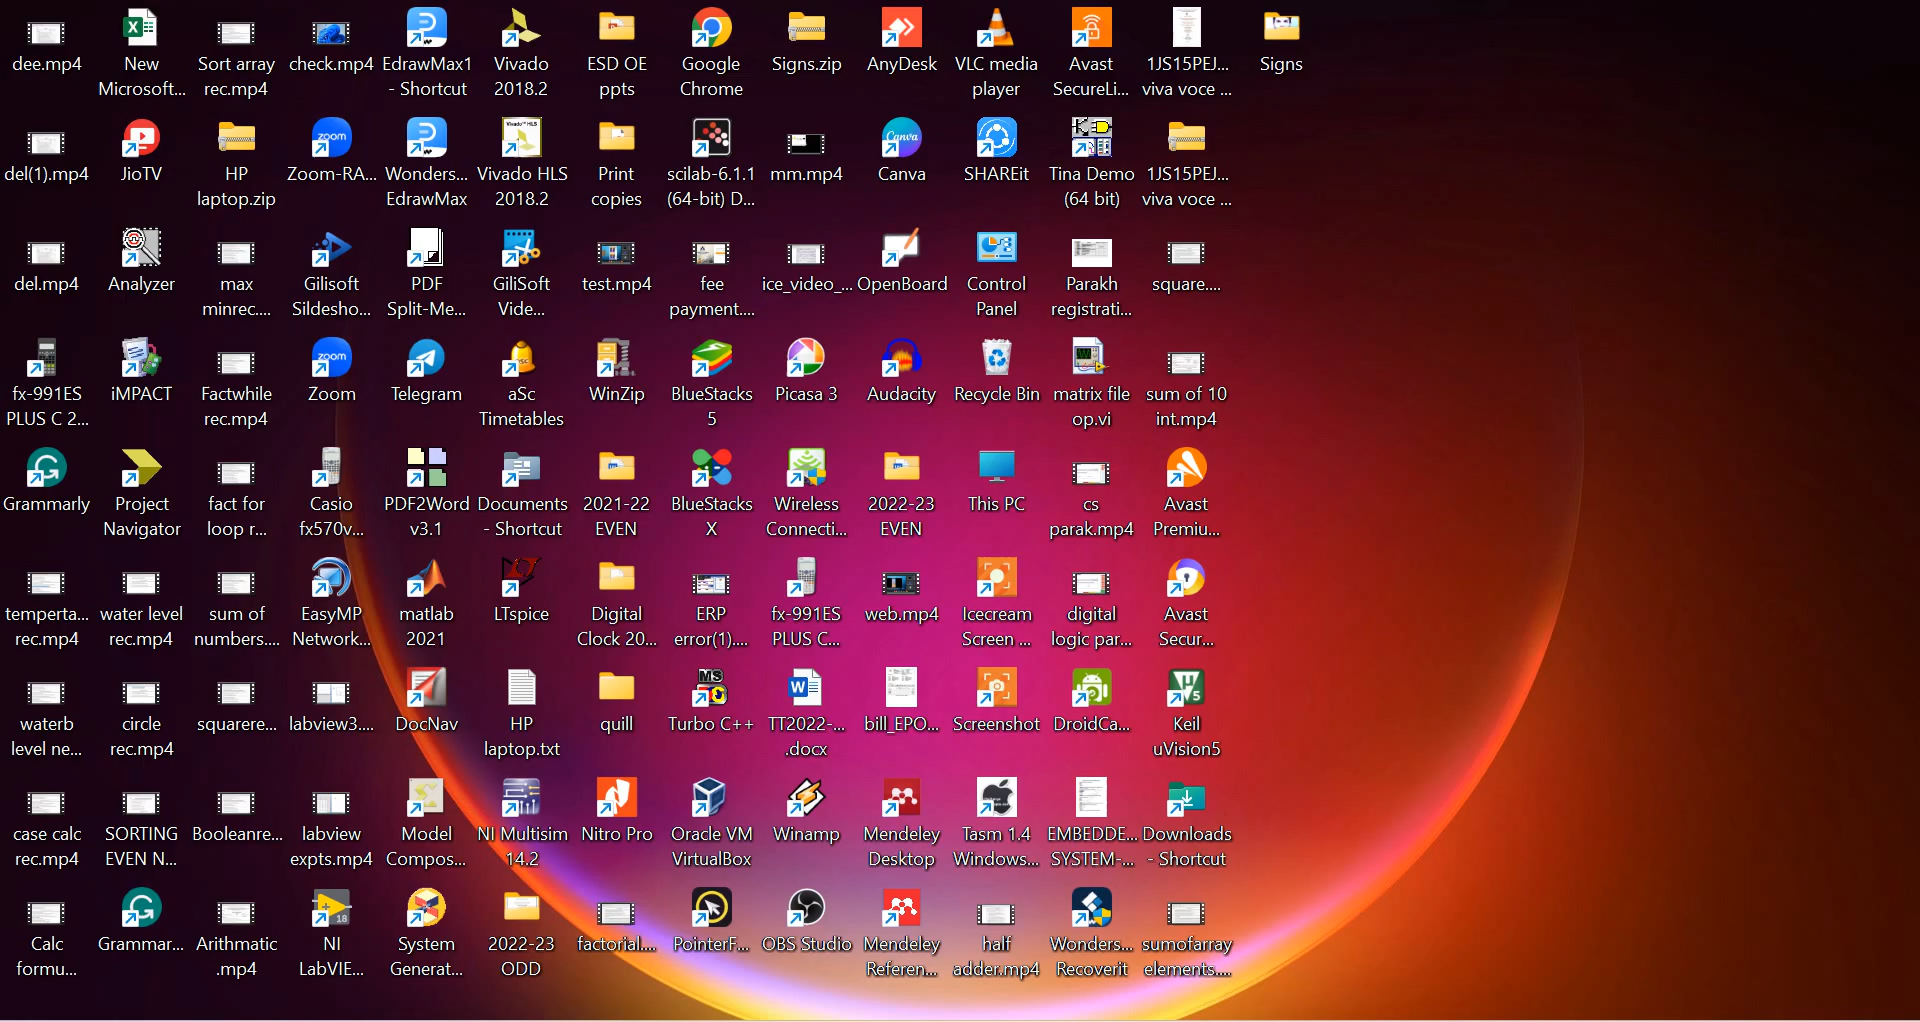 dee.mp4
New
Microsoft...
Sort array
rec.mp4
check.mp4
EdrawMax1
- Shortcut
Vivado
2018.2
ESD OE
ppts
Google
Chrome
Signs.zip
AnyDesk
VLC media
player
Avast
SecureLi...
1JS15PEJ...
viva voce ...
Signs
del(1).mp4
JioTV
HP
laptop.zip
zoom
Zoom-RA...
Wonders...
EdrawMax
Vivado™ HLS
Vivado HLS
2018.2
Print
copies
scilab-6.1.1
(64-bit) D...
mm.mp4
Canva
Canva
SHAREit
Tina Demo
(64 bit)
1JS15PEJ...
viva voce ...
del.mp4
Analyzer
max
minrec....
Gilisoft
Sildesho...
PDF
Split-Me...
GiliSoft
Vide...
test.mp4
fee
payment....
ice_video_...
OpenBoard
Control
Panel
Parakh
registrati...
square....
fx-991ES
PLUS C 2...
iMPACT
Factwhile
rec.mp4
zoom
Zoom
Telegram
asc
aSc
Timetables
WinZip
BlueStacks
5
Picasa 3
Audacity
Recycle Bin
matrix file
op.vi
sum of 10
int.mp4
Grammarly
Project
Navigator
fact for
loop r...
Casio
fx570v...
PDF2Word
v3.1
Documents
- Shortcut
2021-22
EVEN
BlueStacks
X
Wireless
Connecti...
2022-23
EVEN
This PC
cs
parak.mp4
Avast
Premiu...
temperta...
rec.mp4
water level
rec.mp4
sum of
numbers....
EasyMP
Network...
matlab
2021
LTspice
Digital
Clock 20...
ERP
error(1)....
fx-991ES
PLUS C...
web.mp4
Icecream
Screen ...
digital
logic par...
Avast
Secur...
waterb
level ne...
circle
rec.mp4
squarere...
labview3....
DocNav
HP
laptop.txt
quill
MS
Turbo C++
W
TT2022-...
.docx
bill_EPO...
Screenshot
DroidCa...
5
Keil
uVision5
case calc
rec.mp4
SORTING
EVEN N...
Booleanre...
labview
expts.mp4
Model
Compos...
NI Multisim
14.2
Nitro Pro
Oracle VM
VirtualBox
Winamp
Mendeley
Desktop
Tasm 1.4
Windows...
EMBEDDE...
SYSTEM-...
Downloads
- Shortcut
Calc
formu...
Grammar...
Arithmatic
.mp4
18
NI
LabVIE...
System
Generat...
2022-23
ODD
factorial....
PointerF...
OBS Studio
Mendeley
Referen...
half
adder.mp4
Wonders...
Recoverit
sumofarray
elements....